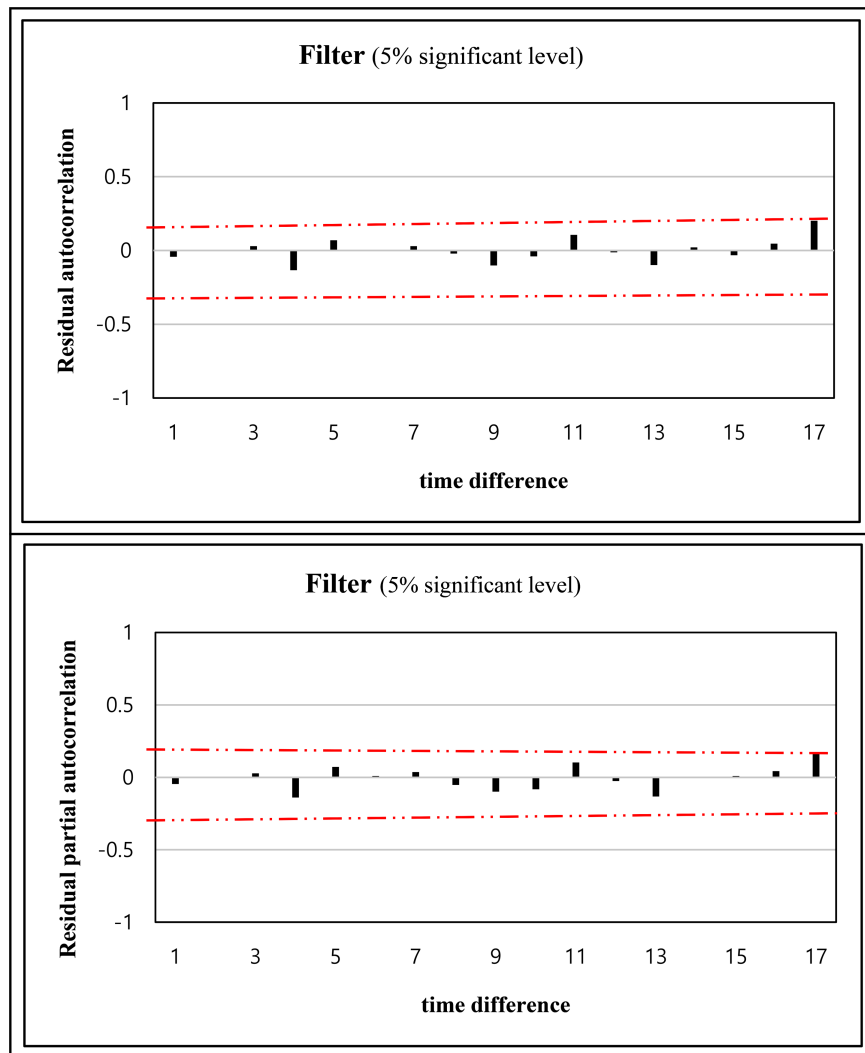 Filter (5% significant level)
Residual autocorrelation
1
0.5
0
-0.5
-1
1 3 5 7 9 11 13 15 17
time difference
Filter (5% significant level)
Residual partial autocorrelation
1
0.5
0
-0.5
-1
1 3 5 7 9 11 13 15 17
time difference